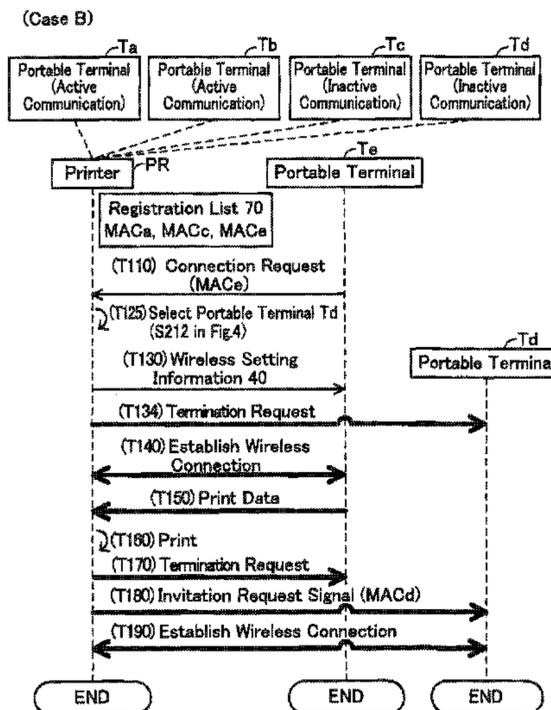 (Case B)
Ta
Tb
Tc
Td
Portable Terminal
(Active
Communication)
Portable Terminal
(Active
Communication)
Portable Terminal
(Inactive
Communication)
Portable Terminal
(Inactive
Communication)
Printer
PR
Te
Portable Terminal
Registration List 70
MACa, MACc, MACe
(T110) Connection Request
(MACe)
(T125) Select Portable Terminal Td
(S212 in Fig.4)
Td
Portable Terminal
(T130) Wireless Setting
Information 40
(T134) Termination Request
(T140) Establish Wireless
Connection
(T150) Print Data
(T160) Print
(T170) Termination Request
(T180) Invitation Request Signal (MACd)
(T190) Establish Wireless Connection
END
END
END